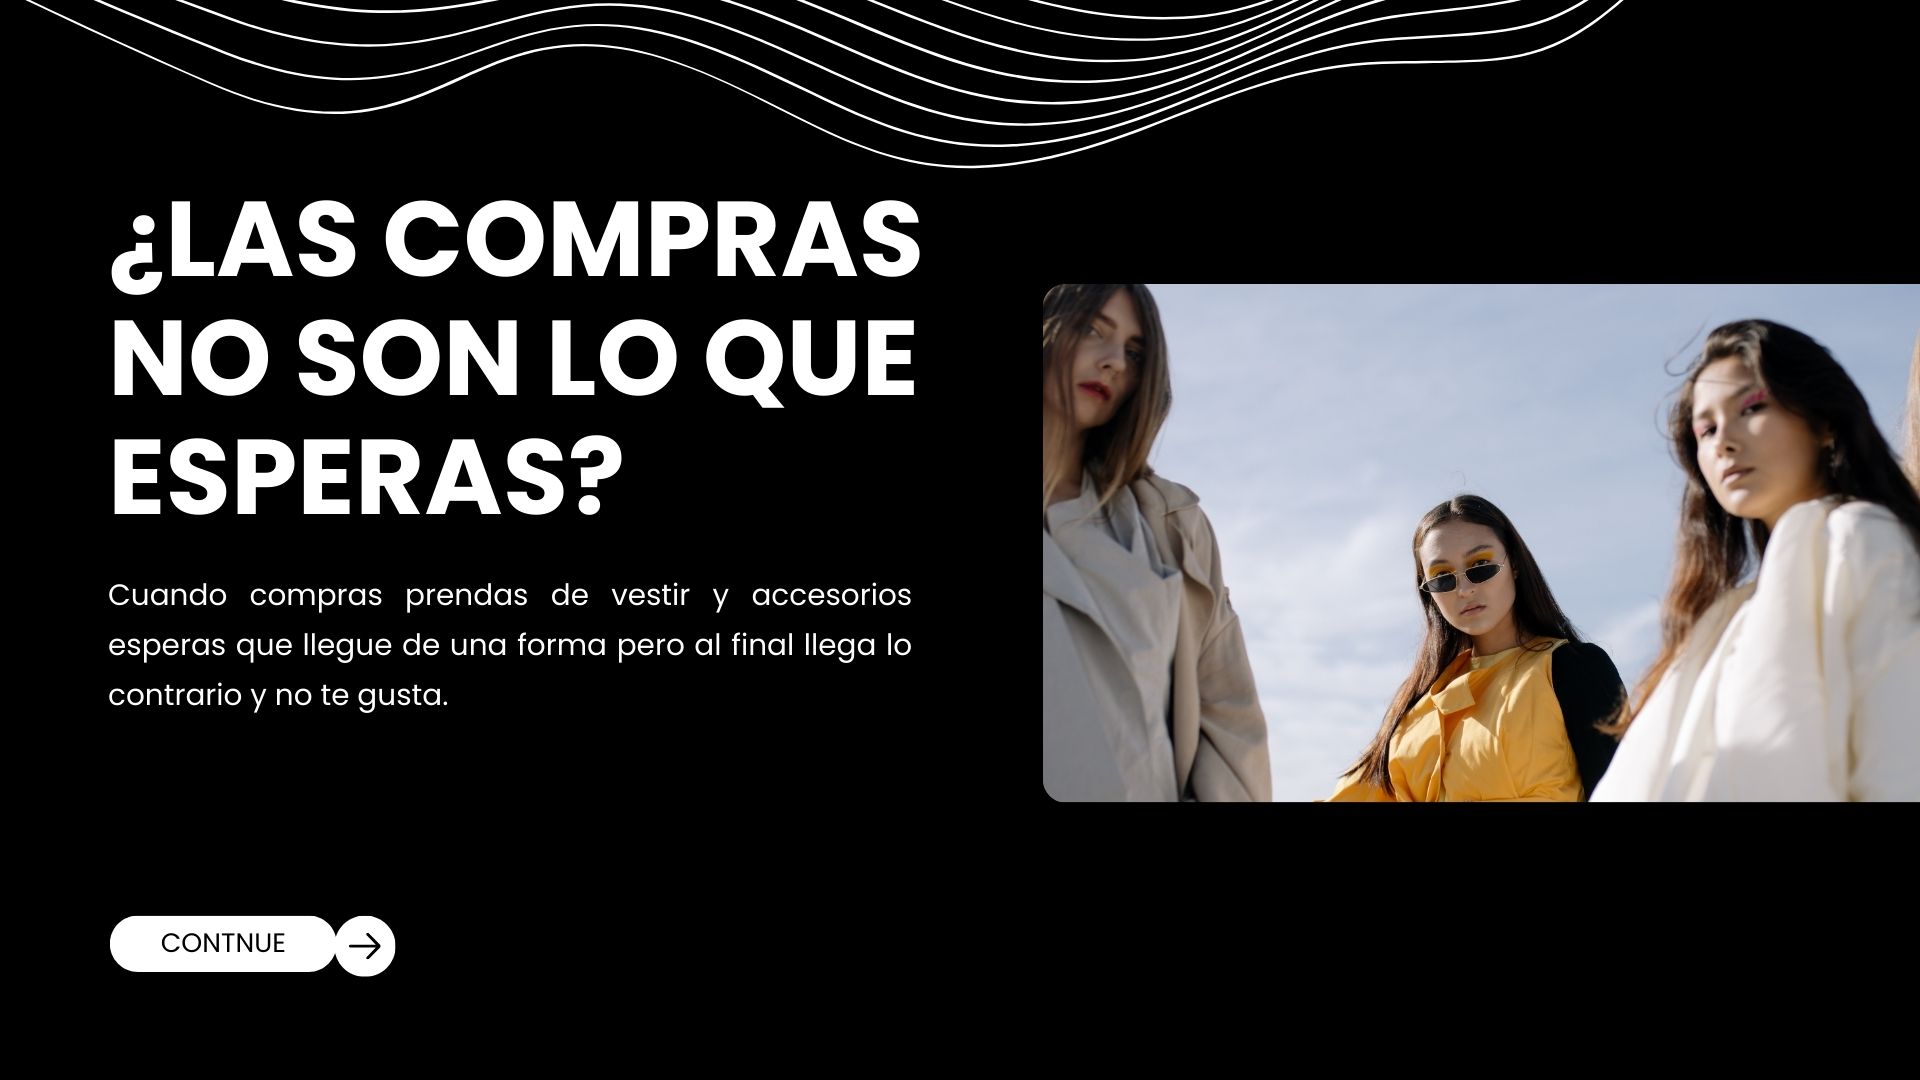 ¿LAS COMPRAS
NO SON LO QUE
ESPERAS?
Cuando compras prendas de vestir y accesorios
esperas que llegue de una forma pero al final llega lo
contrario y no te gusta.
CONTNUE